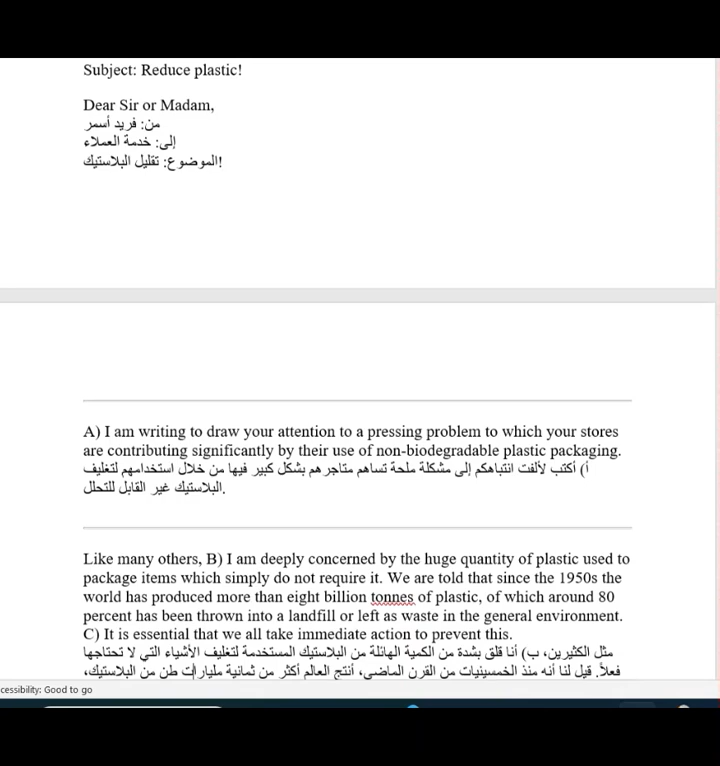 Subject: Reduce plastic!
Dear Sir or Madam,
من: فريد أسمر
إلى: خدمة العملاء
الموضوع: تقليل البلاستيك!
A) I am writing to draw your attention to a pressing problem to which your stores
are contributing significantly by their use of non-biodegradable plastic packaging.
أ) أكتب لألفت انتباهكم إلى مشكلة ملحة تساهم متاجر هم بشكل كبير فيها من خلال استخدامهم لتغليف
البلاستيك غير القابل للتحلل.
Like many others, B) I am deeply concerned by the huge quantity of plastic used to
package items which simply do not require it. We are told that since the 1950s the
world has produced more than eight billion tonnes of plastic, of which around 80
percent has been thrown into a landfill or left as waste in the general environment.
C) It is essential that we all take immediate action to prevent this.
مثل الكثيرين، ب) أنا قلق بشدة من الكمية الهائلة من البلاستيك المستخدمة لتغليف الأشياء التي لا تحتاجها
فعلاً. قيل لنا أنه منذ الخمسينيات من القرن الماضي، أنتج العالم أكثر من ثمانية مليارات طن من البلاستيك،
cessibility: Good to go